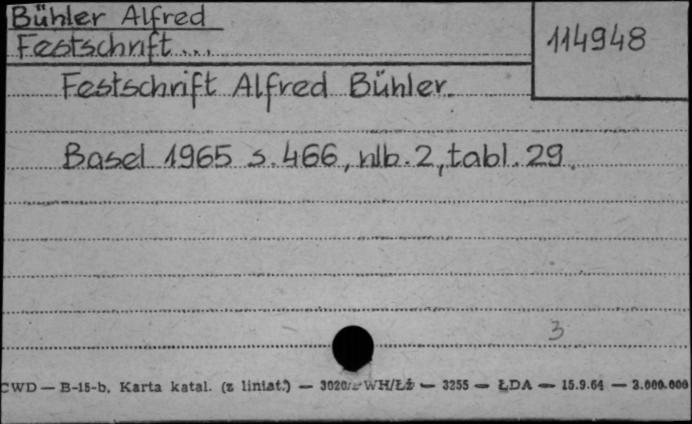 Bühler Alfred
114948
Festschrift...
Festschrift Alfred Bühler.
Basel 1965 s. 466, nlb. 2, tabl. 29.
3
CWD — B-15-b. Karta katal. (z liniat.) — WH/Łż — 3255 — ŁDA — 15.9.64 — 3.000.000